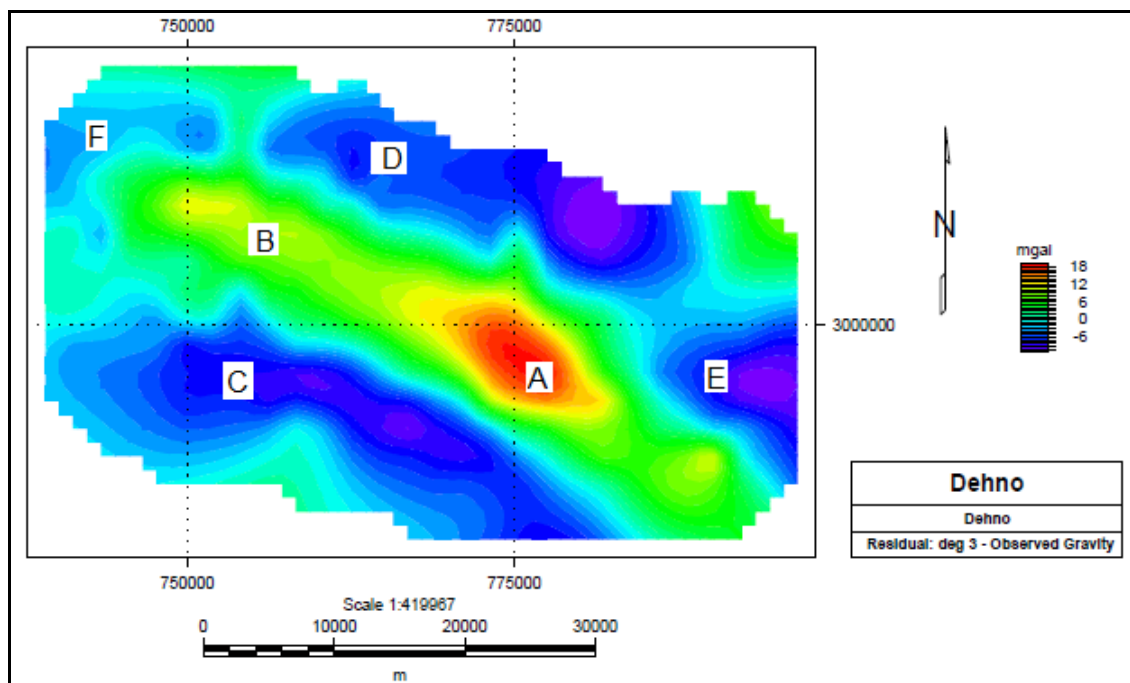 750000 775000
F
D
B
N
mgal
18
12
6
0
-6
3000000
C
A
E
Dehno
Dehno
Residual: deg 3 - Observed Gravity
750000 775000
Scale 1:419967
0 10000 20000 30000
m